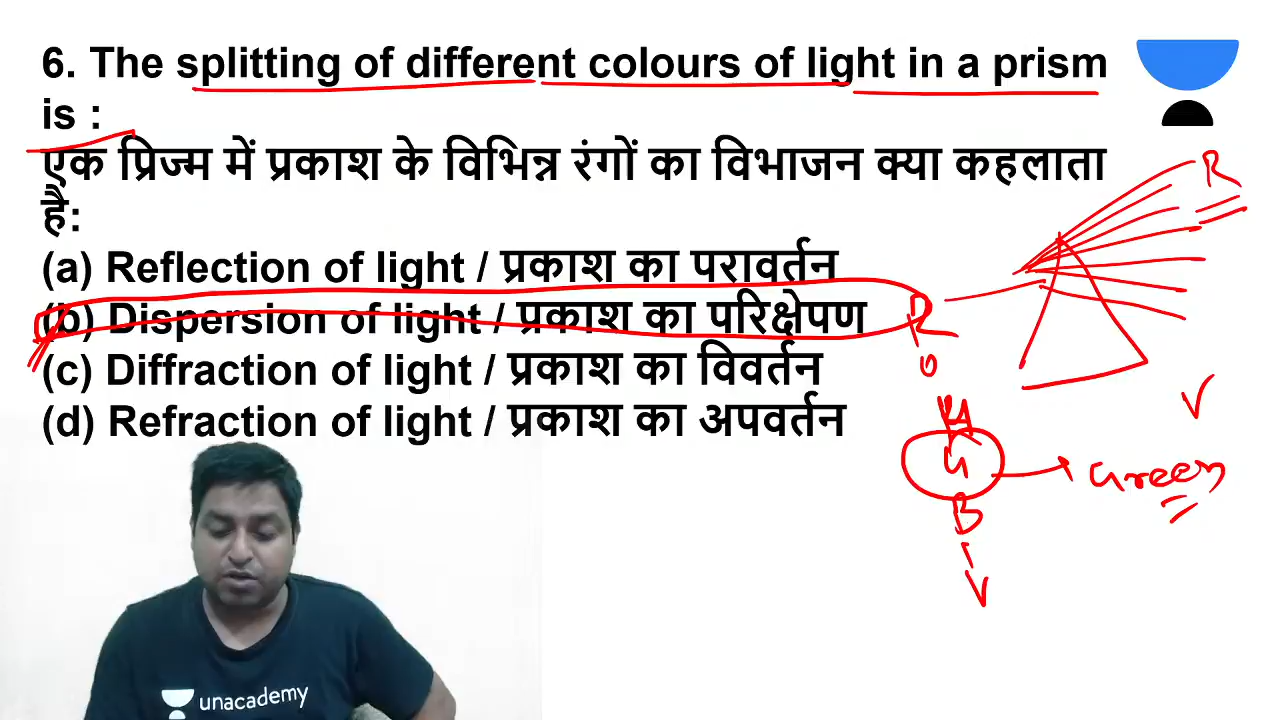 6. The splitting of different colours of light in a prism
is :
एक प्रिज्म में प्रकाश के विभिन्न रंगों का विभाजन क्या कहलाता
है:
(a) Reflection of light / प्रकाश का परावर्तन
(b) Dispersion of light / प्रकाश का परिक्षेपण
(c) Diffraction of light / प्रकाश का विवर्तन
(d) Refraction of light / प्रकाश का अपवर्तन
R
V
R
O
Y
G
Green
B
I
V
unacademy